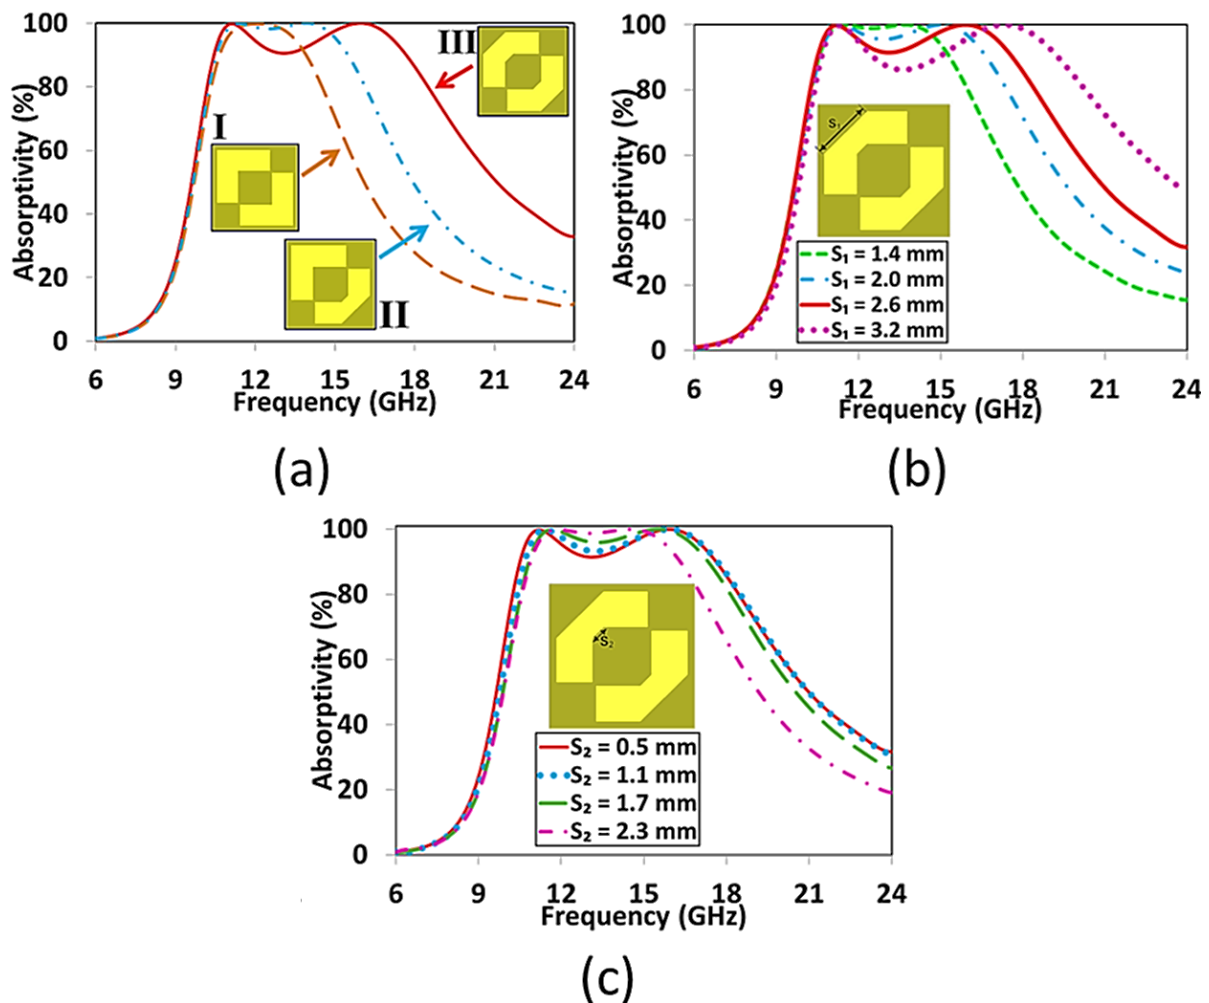 Absorptivity (%)
100
80
60
40
20
0
6 9 12 15 18 21 24
Frequency (GHz)
I
II
III
(a)
Absorptivity (%)
100
80
60
40
20
0
6 9 12 15 18 21 24
Frequency (GHz)
S₁
S₁ = 1.4 mm
S₁ = 2.0 mm
S₁ = 2.6 mm
S₁ = 3.2 mm
(b)
Absorptivity (%)
100
80
60
40
20
0
6 9 12 15 18 21 24
Frequency (GHz)
S₂
S₂ = 0.5 mm
S₂ = 1.1 mm
S₂ = 1.7 mm
S₂ = 2.3 mm
(c)